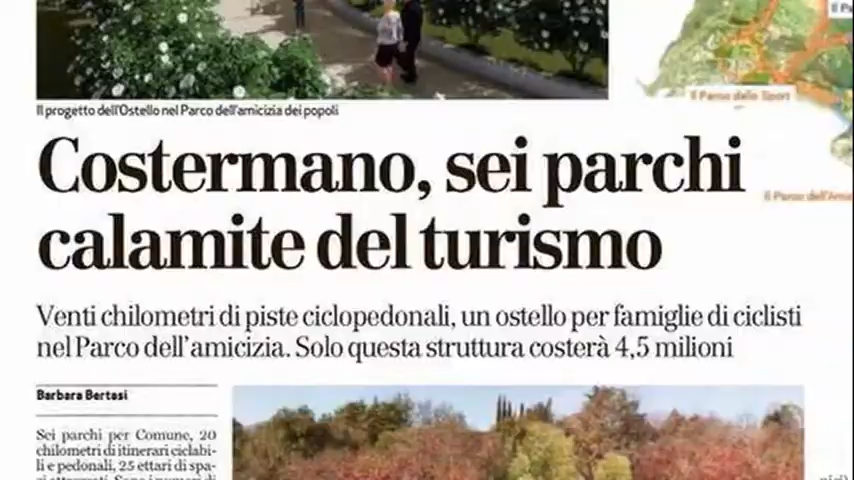 Il Parco dello Sport
Il progetto dell'Ostello nel Parco dell'amicizia dei popoli
Costermano, sei parchi
calamite del turismo
Il Parco
Venti chilometri di piste ciclopedonali, un ostello per famiglie di ciclisti
nel Parco dell'amicizia. Solo questa struttura costerà 4,5 milioni
Barbara Bertasi
Sei parchi per Comune, 20
chilometri di itinerari ciclabi-
li e pedonali, 25 ettari di spa-